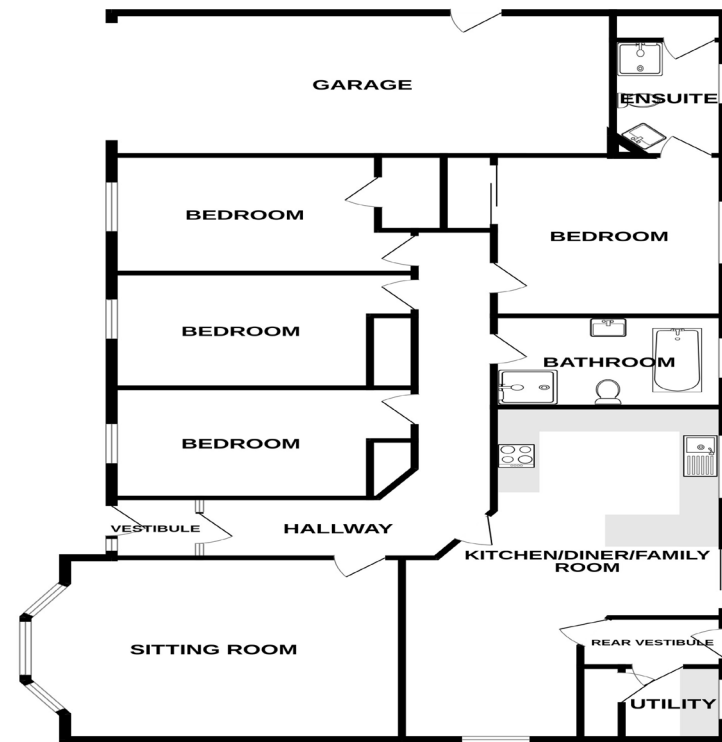 GARAGE
ENSUITE
BEDROOM
BEDROOM
BEDROOM
BATHROOM
BEDROOM
VESTIBULE
HALLWAY
KITCHEN/DINER/FAMILY
ROOM
SITTING ROOM
REAR VESTIBULE
UTILITY